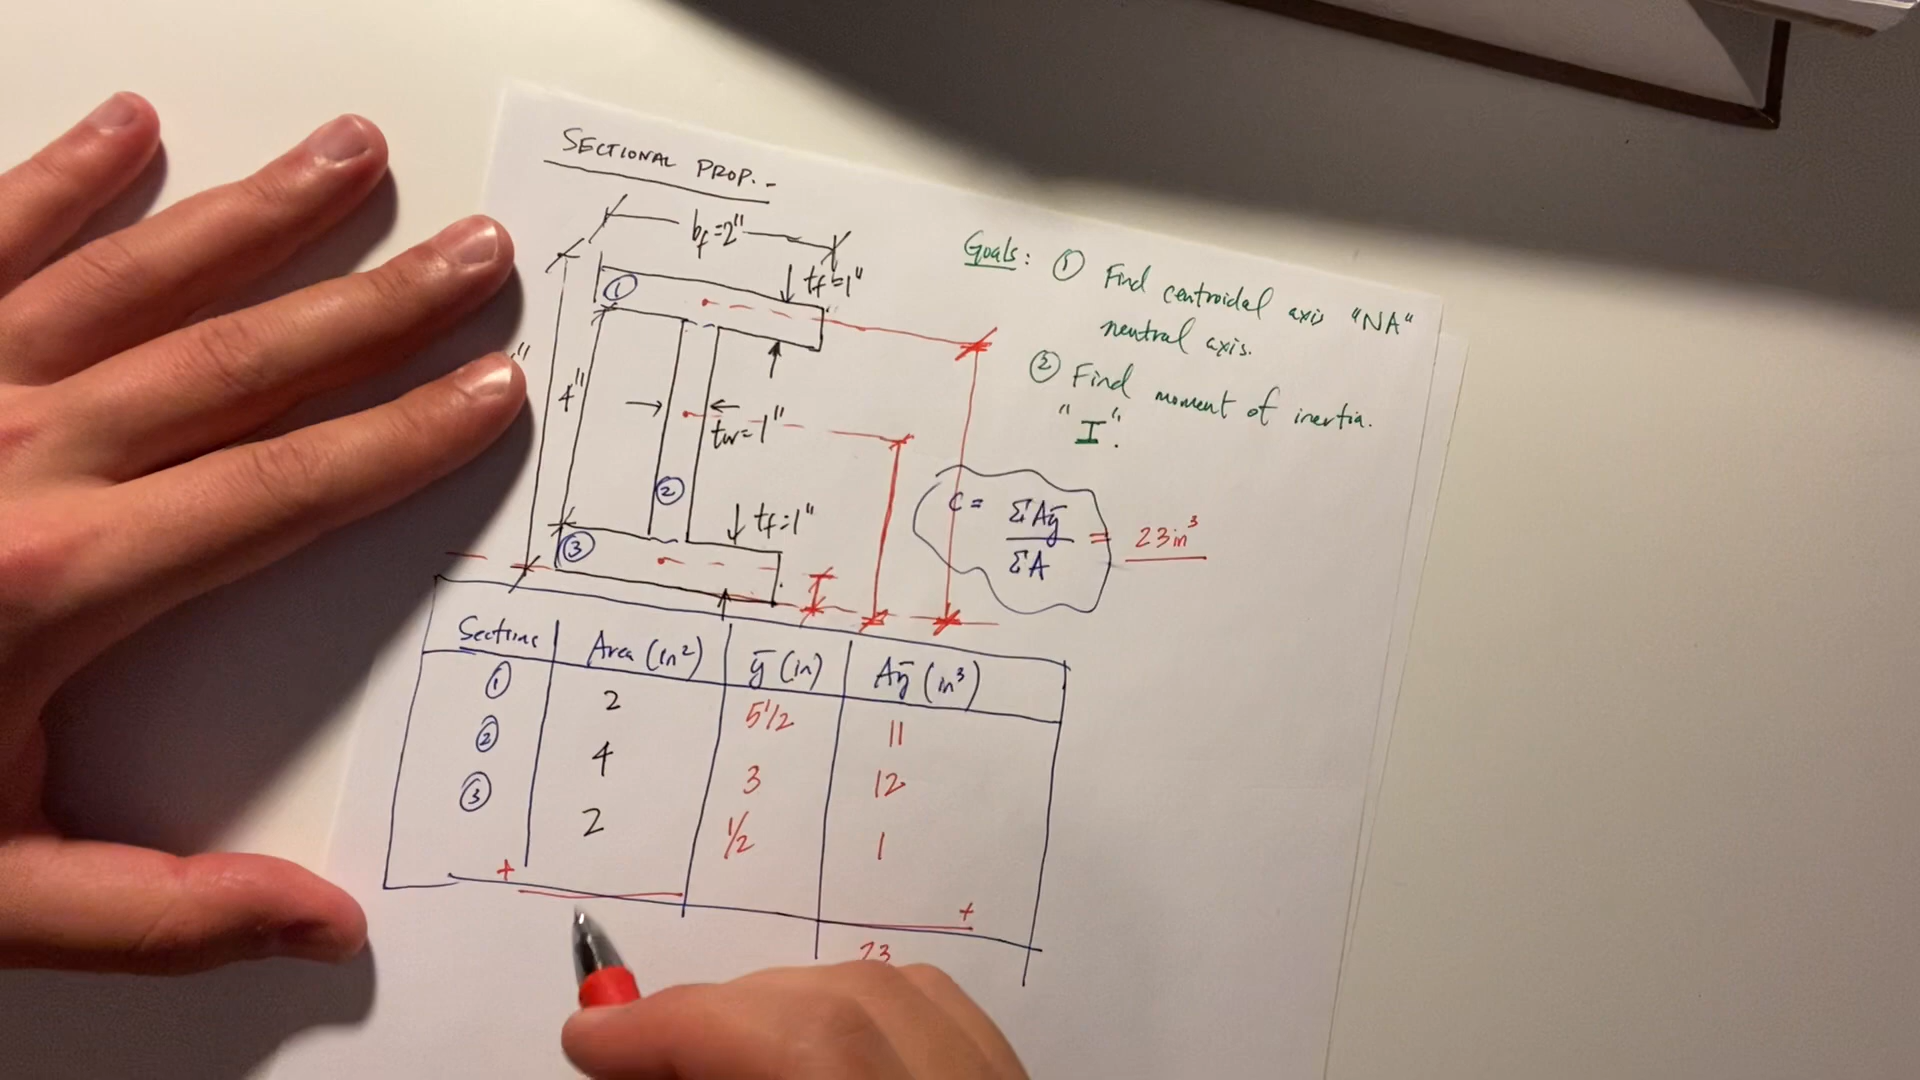 SECTIONAL PROP.-
bf=2"
tf=1"
①
4"
tw=1"
②
tf=1"
③
Goals: ① Find centroidal axis "NA"
neutral axis.
② Find moment of inertia.
"I".
C = ΣAȳ / ΣA = 23in³
Sections Area (in²) ȳ (in) Aȳ (in³)
① 2 5 1/2 11
② 4 3 12
③ 2 1/2 1
+ +
23